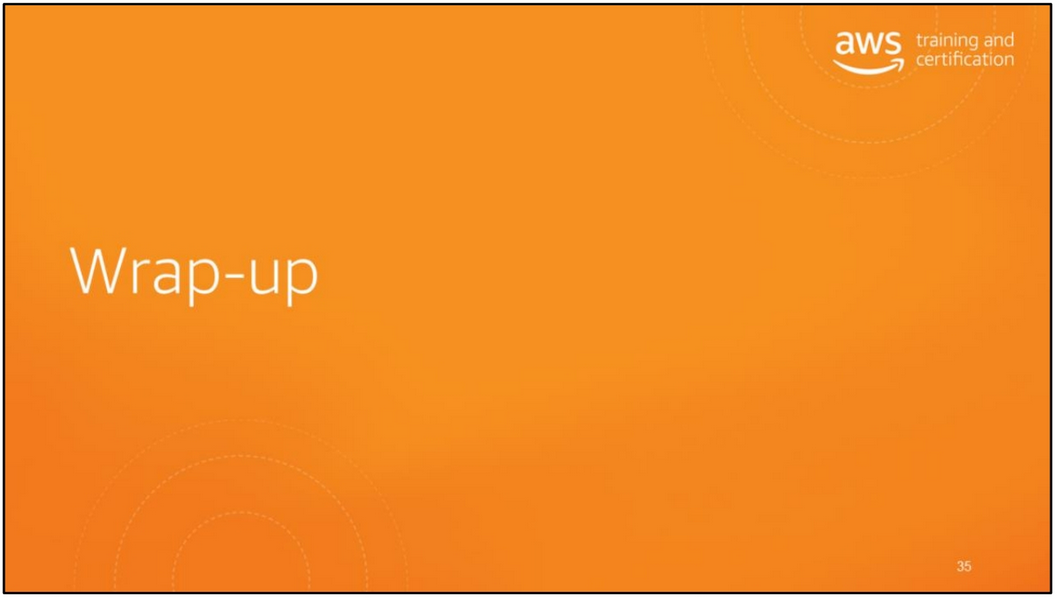 aws training and
certification
Wrap-up
35